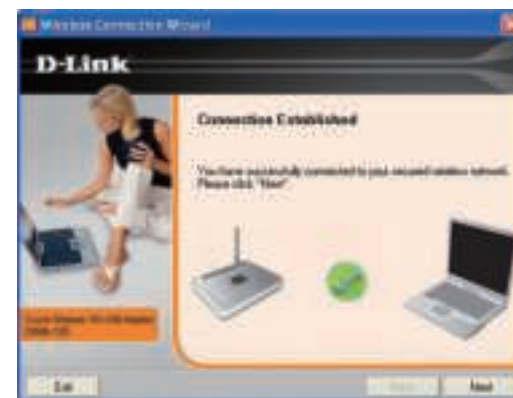 Wireless Connection Wizard
D-Link
Connection Established
You have successfully connected to your secured wireless network.
Please click "Next".
Exit
Next